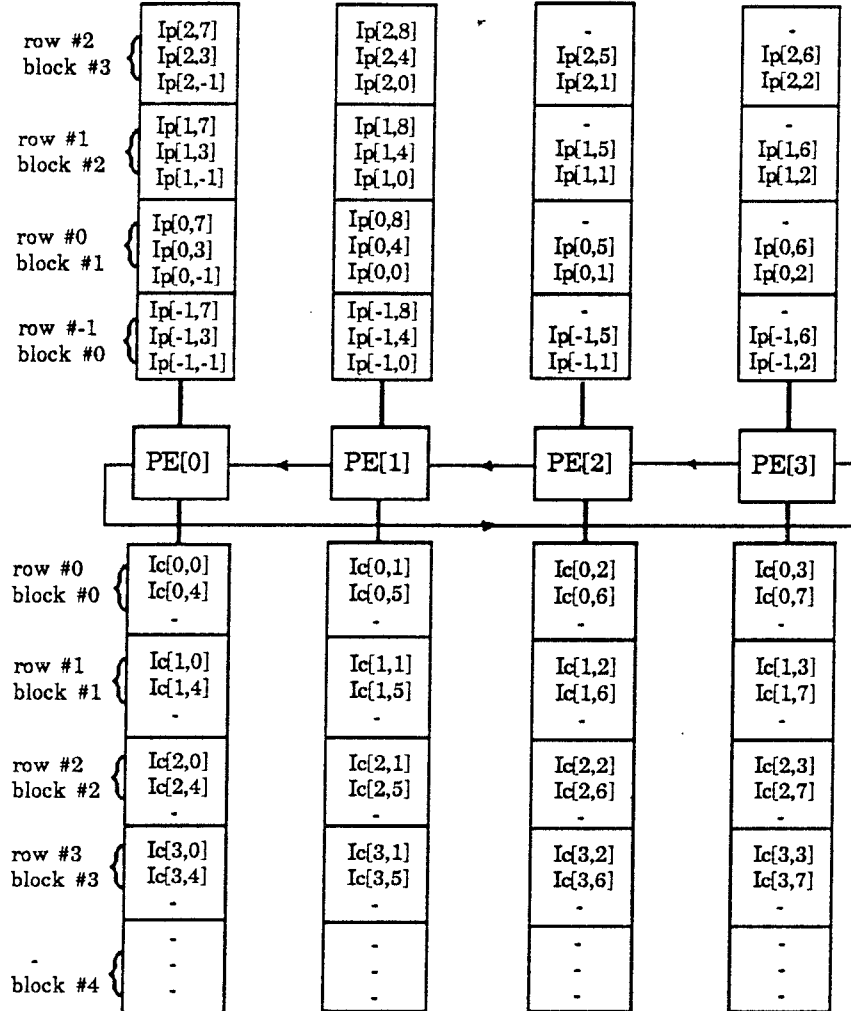 Ip[2,7] Ip[2,8] -
row #2 Ip[2,3] Ip[2,4] Ip[2,5] Ip[2,6]
block #3 Ip[2,-1] Ip[2,0] Ip[2,1] Ip[2,2]
Ip[1,7] Ip[1,8] - -
row #1 Ip[1,3] Ip[1,4] Ip[1,5] Ip[1,6]
block #2 Ip[1,-1] Ip[1,0] Ip[1,1] Ip[1,2]
Ip[0,7] Ip[0,8] - -
row #0 Ip[0,3] Ip[0,4] Ip[0,5] Ip[0,6]
block #1 Ip[0,-1] Ip[0,0] Ip[0,1] Ip[0,2]
Ip[-1,7] Ip[-1,8] - -
row #-1 Ip[-1,3] Ip[-1,4] Ip[-1,5] Ip[-1,6]
block #0 Ip[-1,-1] Ip[-1,0] Ip[-1,1] Ip[-1,2]
PE[0] PE[1] PE[2] PE[3]
row #0 Ic[0,0] Ic[0,1] Ic[0,2] Ic[0,3]
block #0 Ic[0,4] Ic[0,5] Ic[0,6] Ic[0,7]
- - - -
row #1 Ic[1,0] Ic[1,1] Ic[1,2] Ic[1,3]
block #1 Ic[1,4] Ic[1,5] Ic[1,6] Ic[1,7]
- - - -
row #2 Ic[2,0] Ic[2,1] Ic[2,2] Ic[2,3]
block #2 Ic[2,4] Ic[2,5] Ic[2,6] Ic[2,7]
- - - -
row #3 Ic[3,0] Ic[3,1] Ic[3,2] Ic[3,3]
block #3 Ic[3,4] Ic[3,5] Ic[3,6] Ic[3,7]
- - - -
- - - -
- - - - -
block #4 - - - -